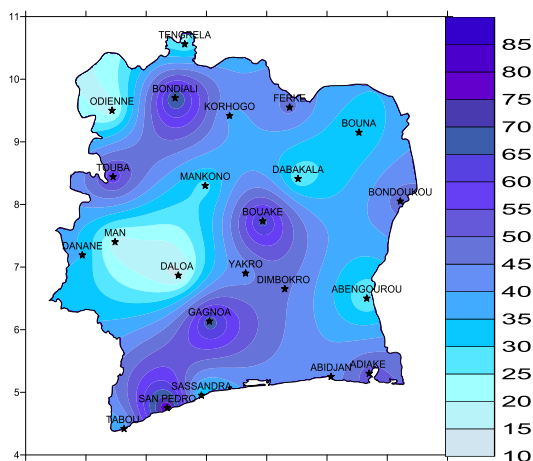 11
TENGRELA
85
10
80
BONDIALI
75
ODIENNE
KORHOGO
FERKE
70
9
BOUNA
65
TOUBA
MANKONO
DABAKALA
60
BONDOUKOU
55
8
BOUAKE
50
MAN
DANANE
45
7
DALOA
YAKRO
DIMBOKRO
40
ABENGOUROU
GAGNOA
35
6
30
ABIDJAN
ADIAKE
25
5
SASSANDRA
SAN PEDRO
20
TABOU
15
4
10